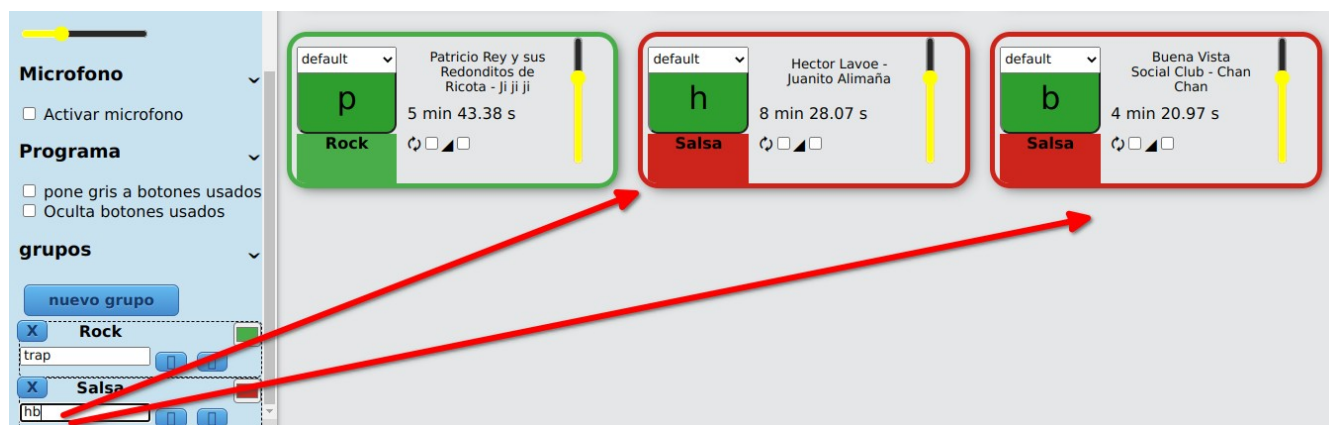 Microfono
Activar microfono
Programa
pone gris a botones usados
Oculta botones usados
grupos
nuevo grupo
X Rock
trap
X Salsa
hb
default
Patricio Rey y sus
Redonditos de
Ricota - Ji ji ji
p
5 min 43.38 s
Rock
default
Hector Lavoe -
Juanito Alimaña
h
8 min 28.07 s
Salsa
default
Buena Vista
Social Club - Chan
Chan
b
4 min 20.97 s
Salsa